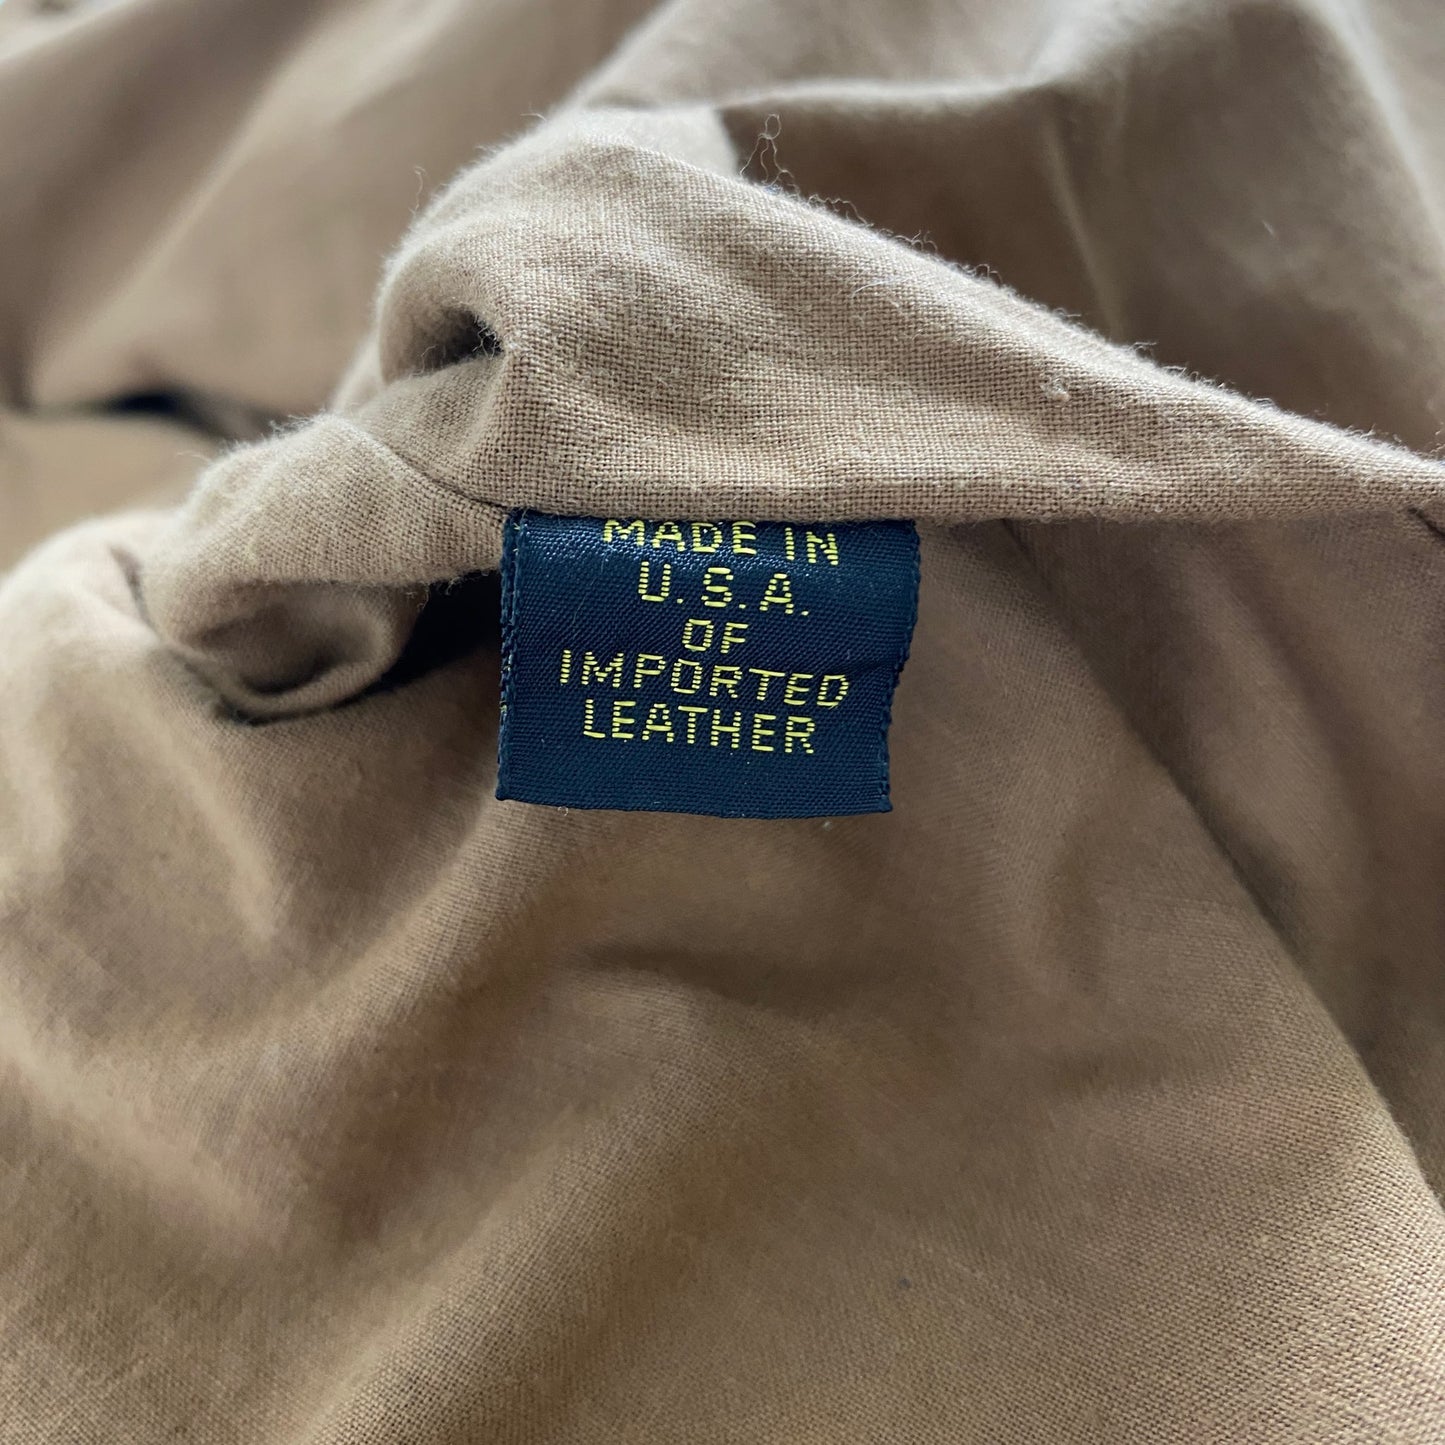 MADE IN
U.S.A.
OF
IMPORTED
LEATHER